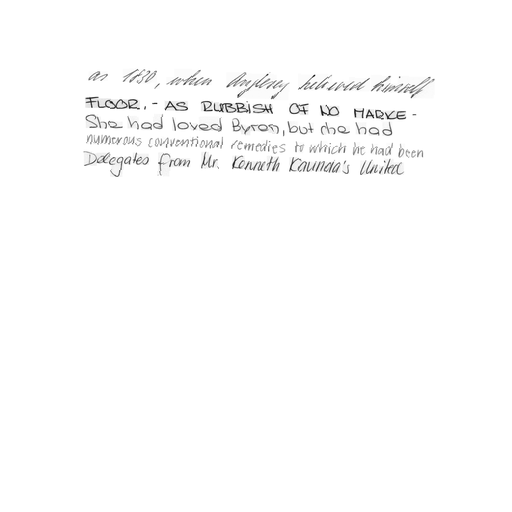 as 1830, when Anglesey believed himself
FLOOR. - AS RUBBISH OF NO MARKE -
She had loved Byron, but she had
numerous conventional remedies to which he had been
Delegates from Mr. Kenneth Kaunda's United